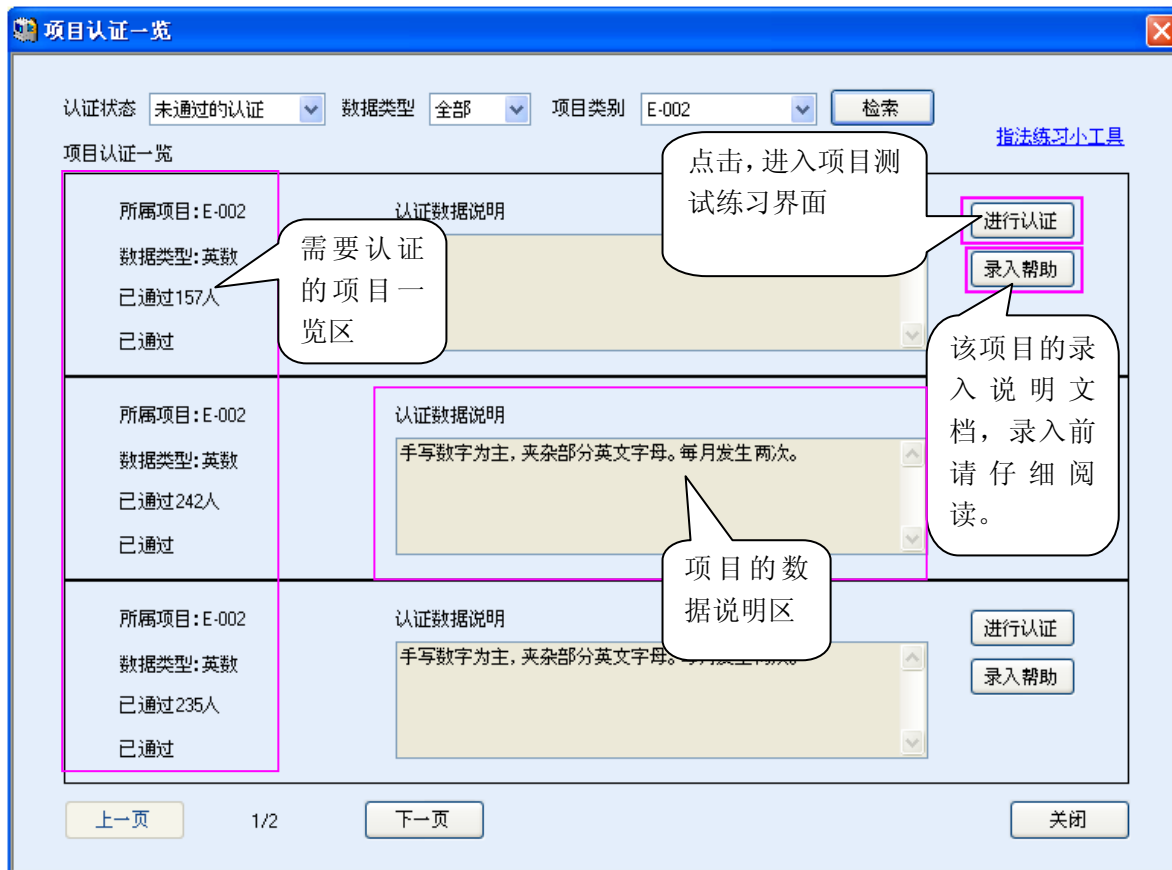 项目认证一览
认证状态 未通过的认证 数据类型 全部 项目类别 E-002 检索
指法练习小工具
项目认证一览
点击,进入项目测
试练习界面
所属项目:E-002 认证数据说明 进行认证
数据类型:英数 录入帮助
已通过157人
已通过
需要认证
的项目一
览区
该项目的录
入说明文
档，录入前
请仔细阅
读。
所属项目:E-002 认证数据说明
数据类型:英数 手写数字为主,夹杂部分英文字母。每月发生两次。
已通过242人
已通过
项目的数
据说明区
所属项目:E-002 认证数据说明 进行认证
数据类型:英数 手写数字为主,夹杂部分英文字母。 录入帮助
已通过235人
已通过
上一页 1/2 下一页 关闭